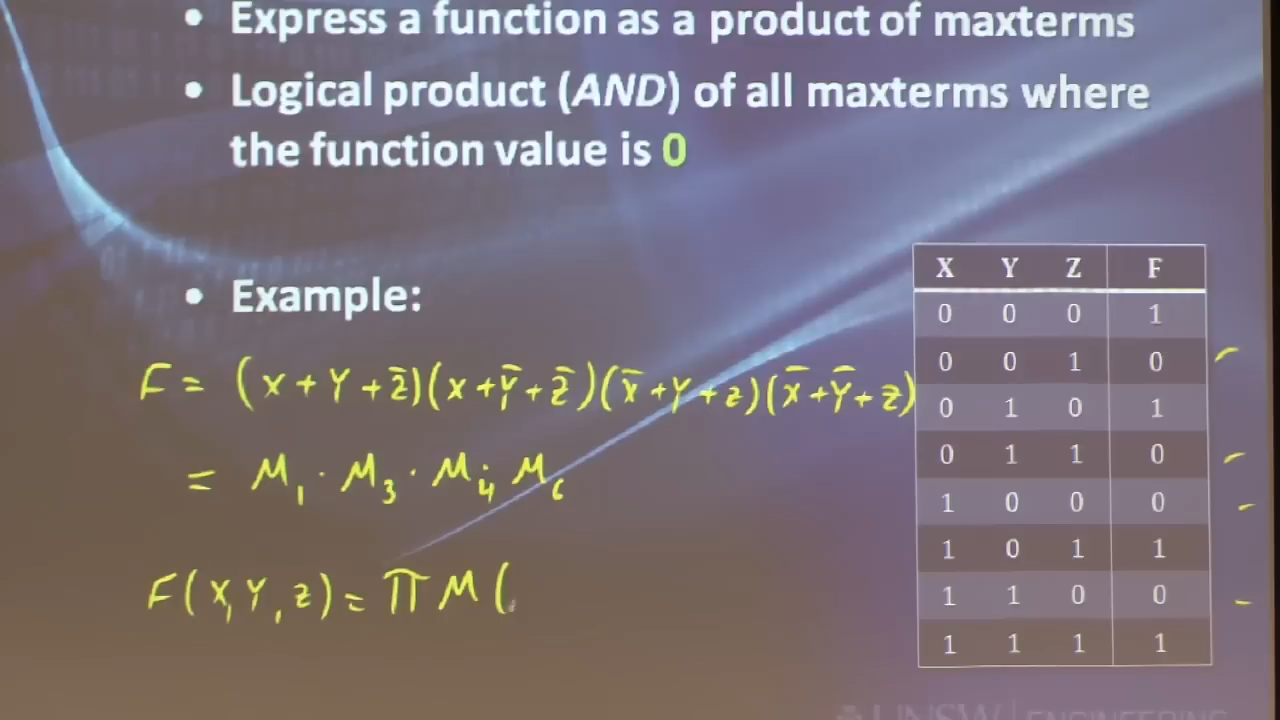 • Express a function as a product of maxterms
• Logical product (AND) of all maxterms where
the function value is 0
• Example:
F = (X + Y + Z̄)(X + Ȳ + Z̄)(X̄ + Y + Z)(X̄ + Ȳ + Z)
= M₁ · M₃ · M₄ · M₆
F(X, Y, Z) = Π M (
X Y Z F
0 0 0 1
0 0 1 0
0 1 0 1
0 1 1 0
1 0 0 0
1 0 1 1
1 1 0 0
1 1 1 1
UNSW | ENGINEERING